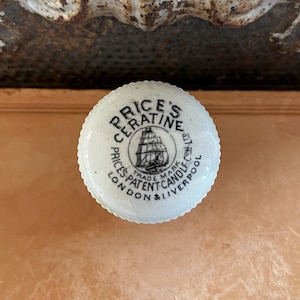 PRICE'S
CERATINE
TRADE MARK
PRICE'S PATENT CANDLE CO LTD
LONDON & LIVERPOOL